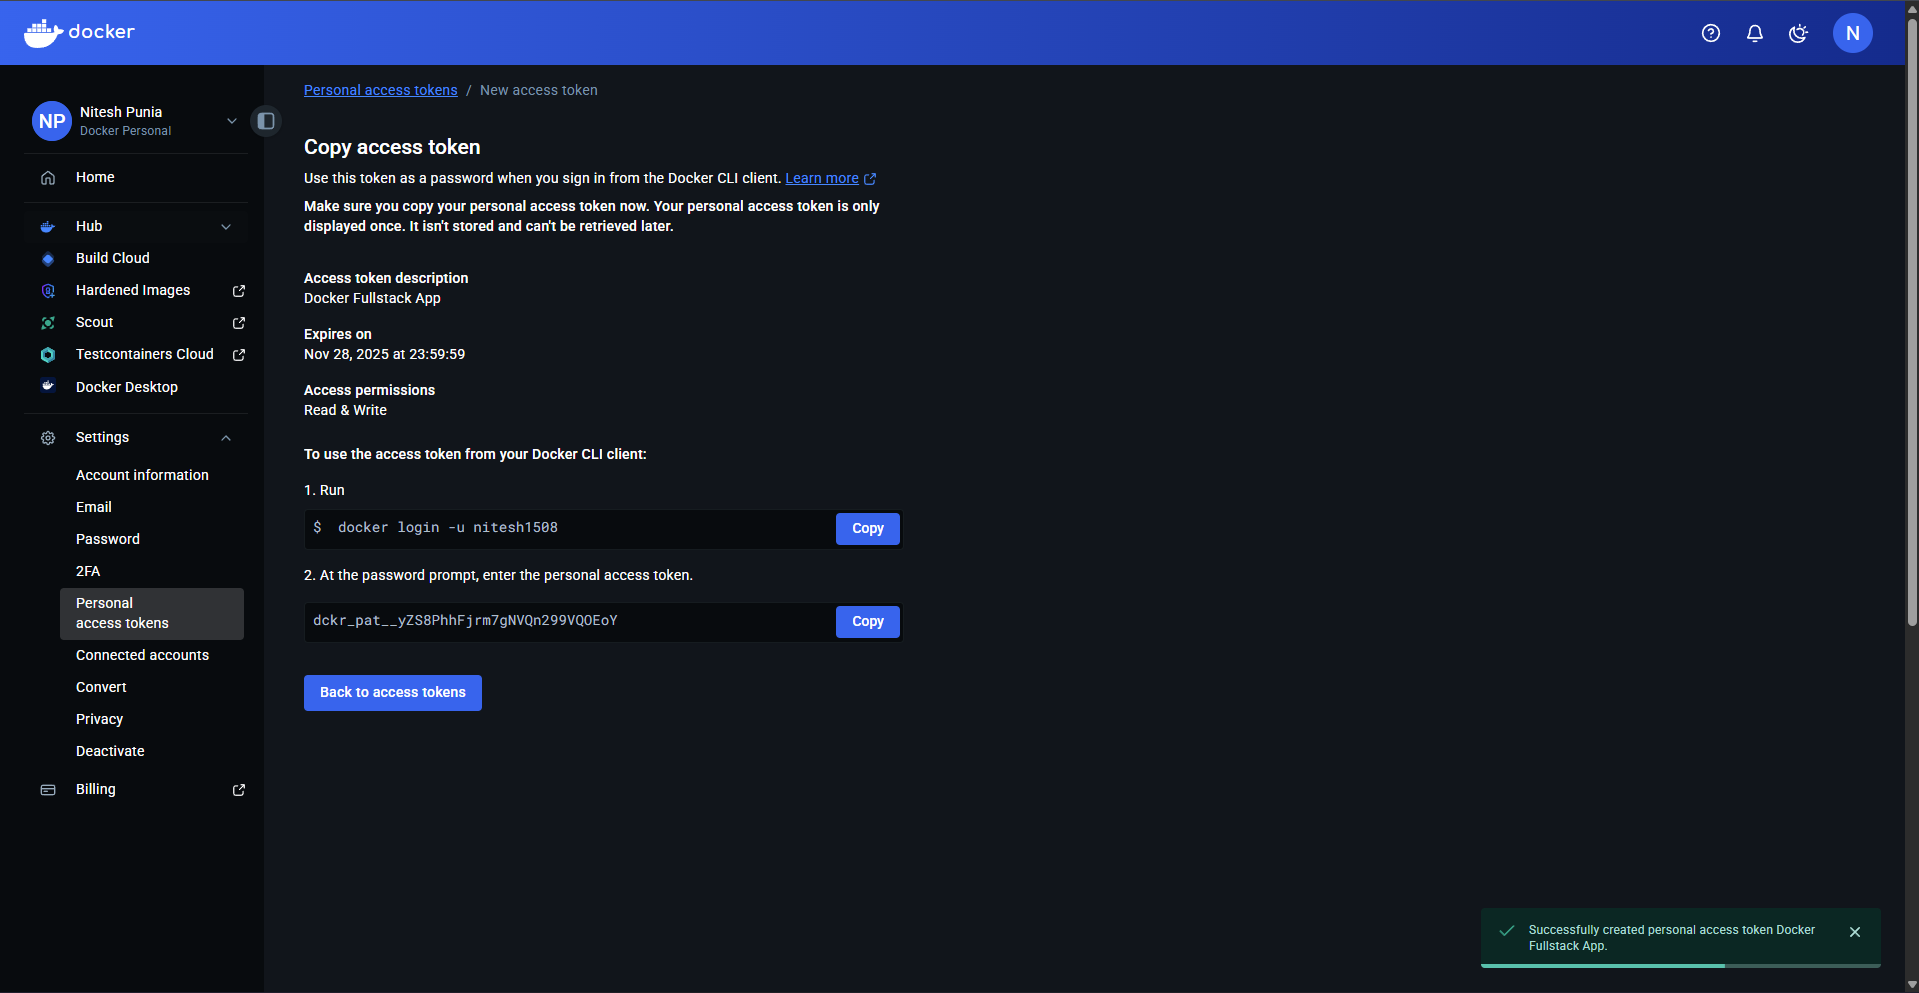 docker
N
Personal access tokens / New access token
NP
Nitesh Punia
Docker Personal
Home
Hub
Build Cloud
Hardened Images
Scout
Testcontainers Cloud
Docker Desktop
Settings
Account information
Email
Password
2FA
Personal
access tokens
Connected accounts
Convert
Privacy
Deactivate
Billing
Copy access token
Use this token as a password when you sign in from the Docker CLI client. Learn more
Make sure you copy your personal access token now. Your personal access token is only
displayed once. It isn't stored and can't be retrieved later.
Access token description
Docker Fullstack App
Expires on
Nov 28, 2025 at 23:59:59
Access permissions
Read & Write
To use the access token from your Docker CLI client:
1. Run
$ docker login -u nitesh1508
Copy
2. At the password prompt, enter the personal access token.
dckr_pat__yZS8PhhFjrm7gNVQn299VQOEoY
Copy
Back to access tokens
Successfully created personal access token Docker
Fullstack App.